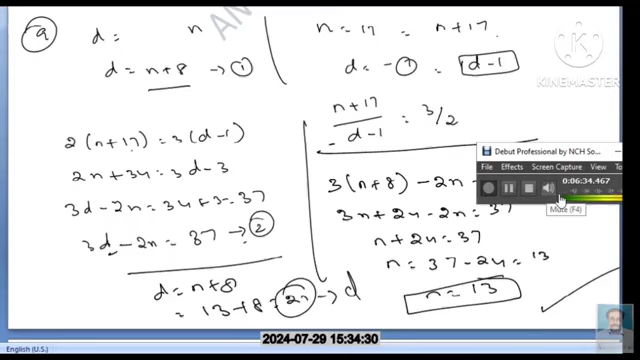 a
d = n
d = n+8 → 1
n = 17 = n+17
d = - 1 = d-1
n+17 / d-1 = 3/2
2(n+17) = 3(d-1)
2n+34 = 3d-3
3d-2n = 34+3 = 37
3d-2n = 37 → 2
d = n+8
= 13+8 = 21 → d
3(n+8) - 2n
3n+24-2n = 37
n+24 = 37
n = 37-24 = 13
n = 13
KINEMASTER
Debut Professional by NCH So...
File Effects Screen Capture View To
0:06:34.467
Mute (F4)
2024-07-29 15:34:30
English (U.S.)